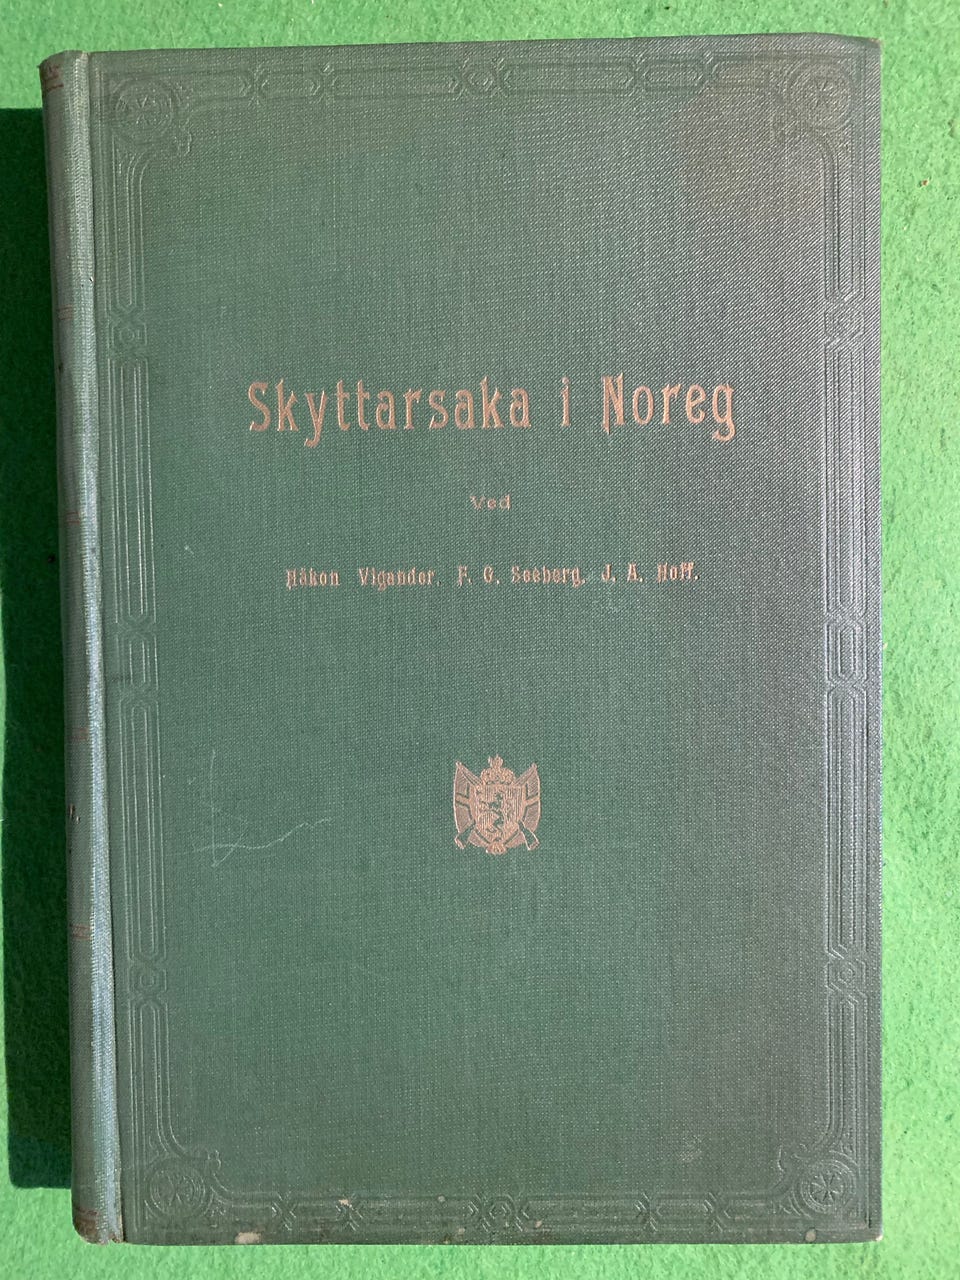 Skyttarsaka i Noreg
Ved
Håkon Vigander, F. G. Seeberg, J. A. Hoff.